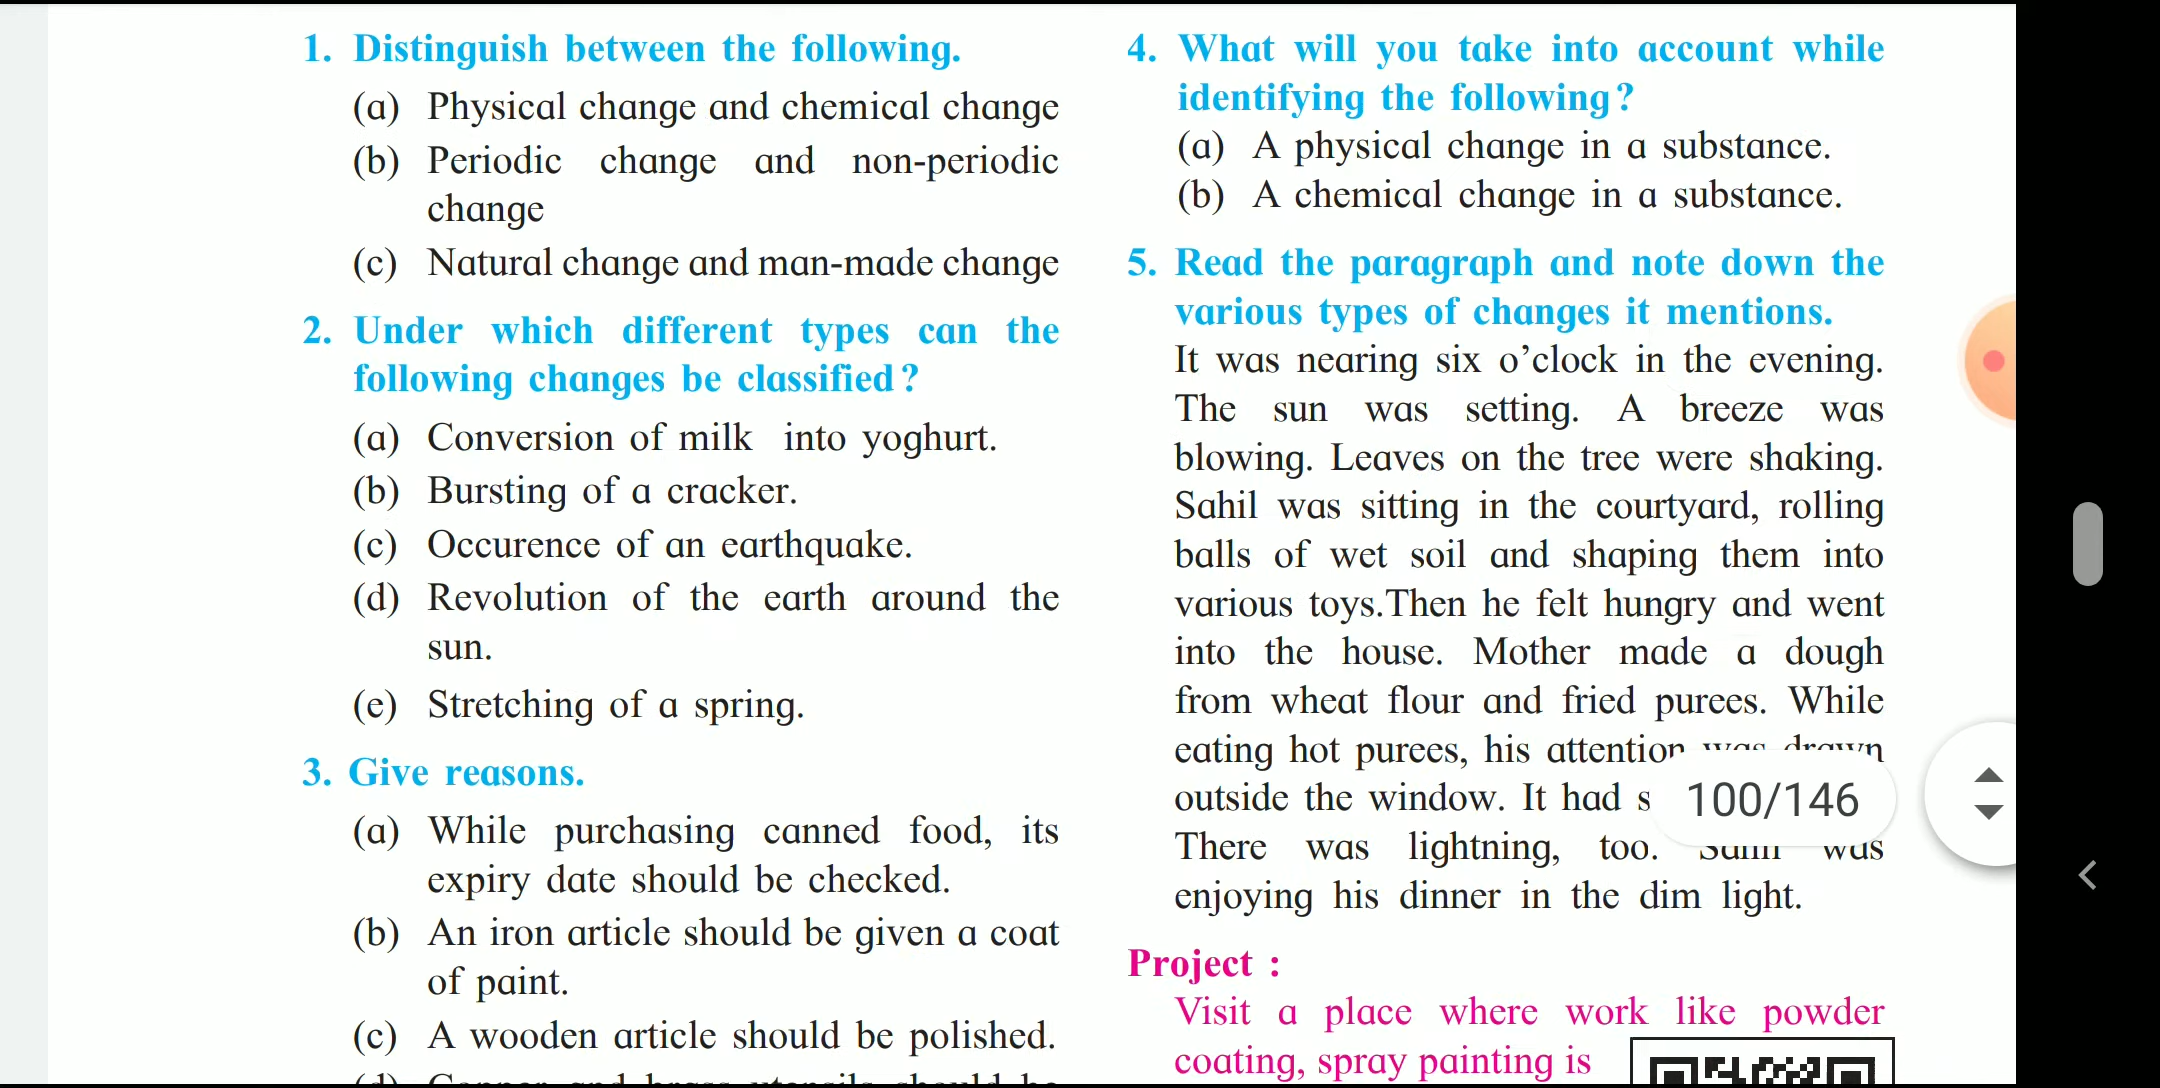 1. Distinguish between the following.
(a) Physical change and chemical change
(b) Periodic change and non-periodic
change
(c) Natural change and man-made change
2. Under which different types can the
following changes be classified ?
(a) Conversion of milk into yoghurt.
(b) Bursting of a cracker.
(c) Occurence of an earthquake.
(d) Revolution of the earth around the
sun.
(e) Stretching of a spring.
3. Give reasons.
(a) While purchasing canned food, its
expiry date should be checked.
(b) An iron article should be given a coat
of paint.
(c) A wooden article should be polished.
4. What will you take into account while
identifying the following ?
(a) A physical change in a substance.
(b) A chemical change in a substance.
5. Read the paragraph and note down the
various types of changes it mentions.
It was nearing six o’clock in the evening.
The sun was setting. A breeze was
blowing. Leaves on the tree were shaking.
Sahil was sitting in the courtyard, rolling
balls of wet soil and shaping them into
various toys.Then he felt hungry and went
into the house. Mother made a dough
from wheat flour and fried purees. While
eating hot purees, his attention was drawn
outside the window. It had
There was lightning, too. Sahil was
enjoying his dinner in the dim light.
100/146
Project :
Visit a place where work like powder
coating, spray painting is